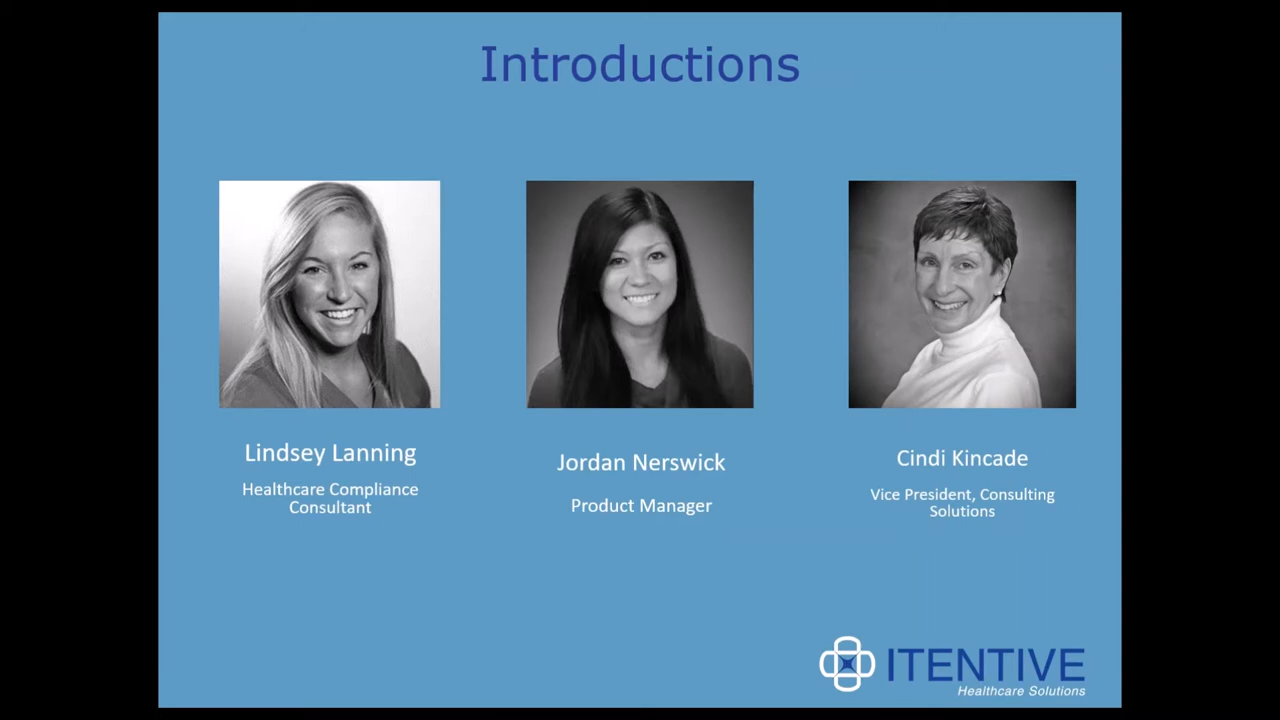 Introductions
Lindsey Lanning
Healthcare Compliance
Consultant
Jordan Nerswick
Product Manager
Cindi Kincade
Vice President, Consulting
Solutions
ITENTIVE
Healthcare Solutions